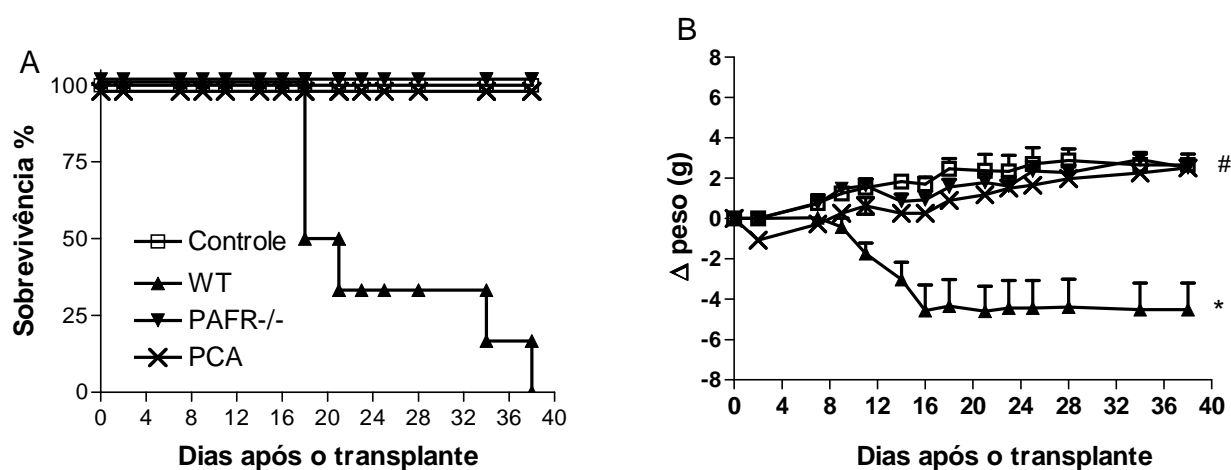 A
Sobrevivência %
100
75
50
25
0
Controle
WT
PAFR-/-
PCA
0 4 8 12 16 20 24 28 32 36 40
Dias após o transplante
B
Δ peso (g)
8
6
4
2
0
-2
-4
-6
-8
#
*
0 4 8 12 16 20 24 28 32 36 40
Dias após o transplante